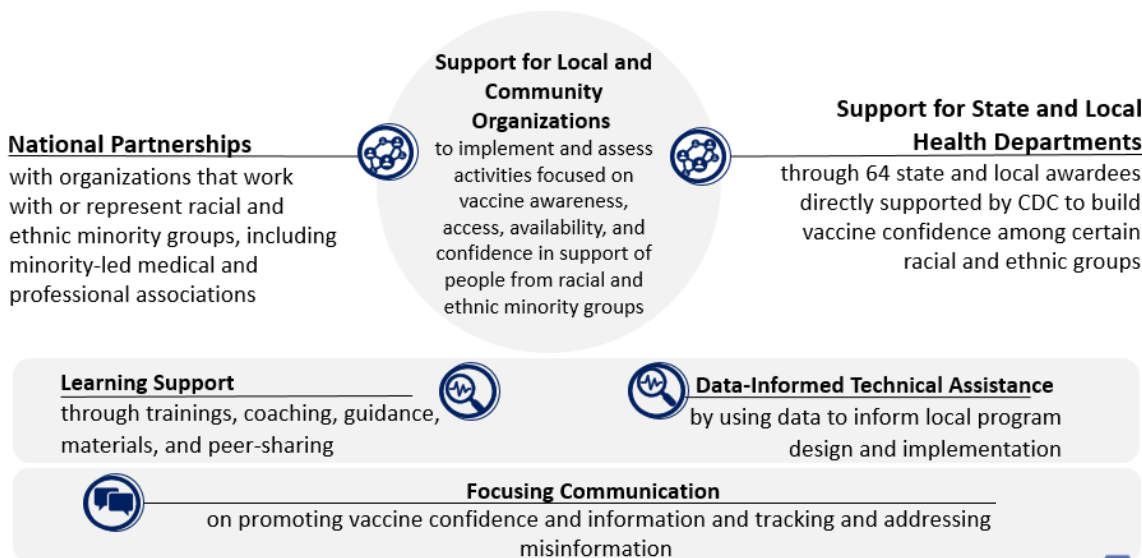 Support for Local and
Community
Organizations
to implement and assess
activities focused on
vaccine awareness,
access, availability, and
confidence in support of
people from racial and
ethnic minority groups
National Partnerships
with organizations that work
with or represent racial and
ethnic minority groups, including
minority-led medical and
professional associations
Support for State and Local
Health Departments
through 64 state and local awardees
directly supported by CDC to build
vaccine confidence among certain
racial and ethnic groups
Learning Support
through trainings, coaching, guidance,
materials, and peer-sharing
Data-Informed Technical Assistance
by using data to inform local program
design and implementation
Focusing Communication
on promoting vaccine confidence and information and tracking and addressing
misinformation